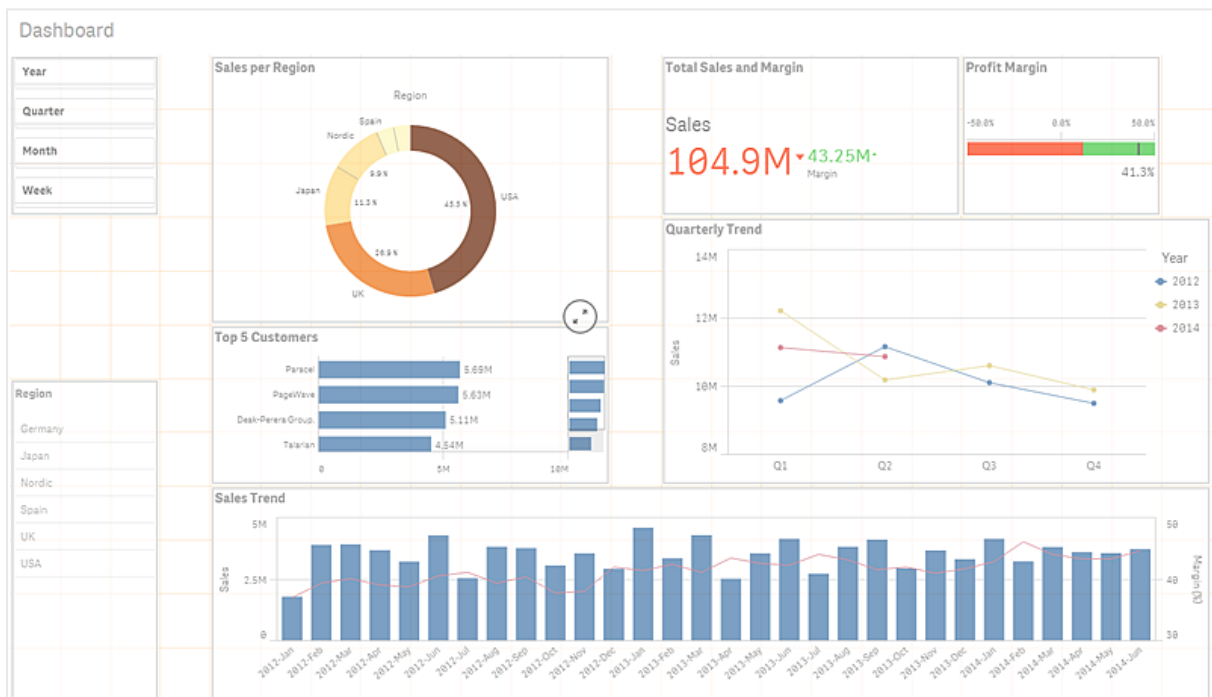 Dashboard
Year
Quarter
Month
Week
Region
Germany
Japan
Nordic
Spain
UK
USA
Sales per Region
Region
Spain
Nordic
Japan
UK
USA
9.9%
11.3%
26.9%
45.5%
Top 5 Customers
Paracel
5.69M
PageWave
5.63M
Deak-Perera Group.
5.11M
Talarian
4.54M
0
5M
10M
Total Sales and Margin
Sales
104.9M
43.25M
Margin
Profit Margin
-50.0%
0.0%
50.0%
41.3%
Quarterly Trend
14M
12M
10M
8M
Sales
Q1
Q2
Q3
Q4
Year
2012
2013
2014
Sales Trend
5M
2.5M
0
Sales
50
40
30
Margin (%)
2012-Jan
2012-Feb
2012-Mar
2012-Apr
2012-May
2012-Jun
2012-Jul
2012-Aug
2012-Sep
2012-Oct
2012-Nov
2012-Dec
2013-Jan
2013-Feb
2013-Mar
2013-Apr
2013-May
2013-Jun
2013-Jul
2013-Aug
2013-Sep
2013-Oct
2013-Nov
2013-Dec
2014-Jan
2014-Feb
2014-Mar
2014-Apr
2014-May
2014-Jun